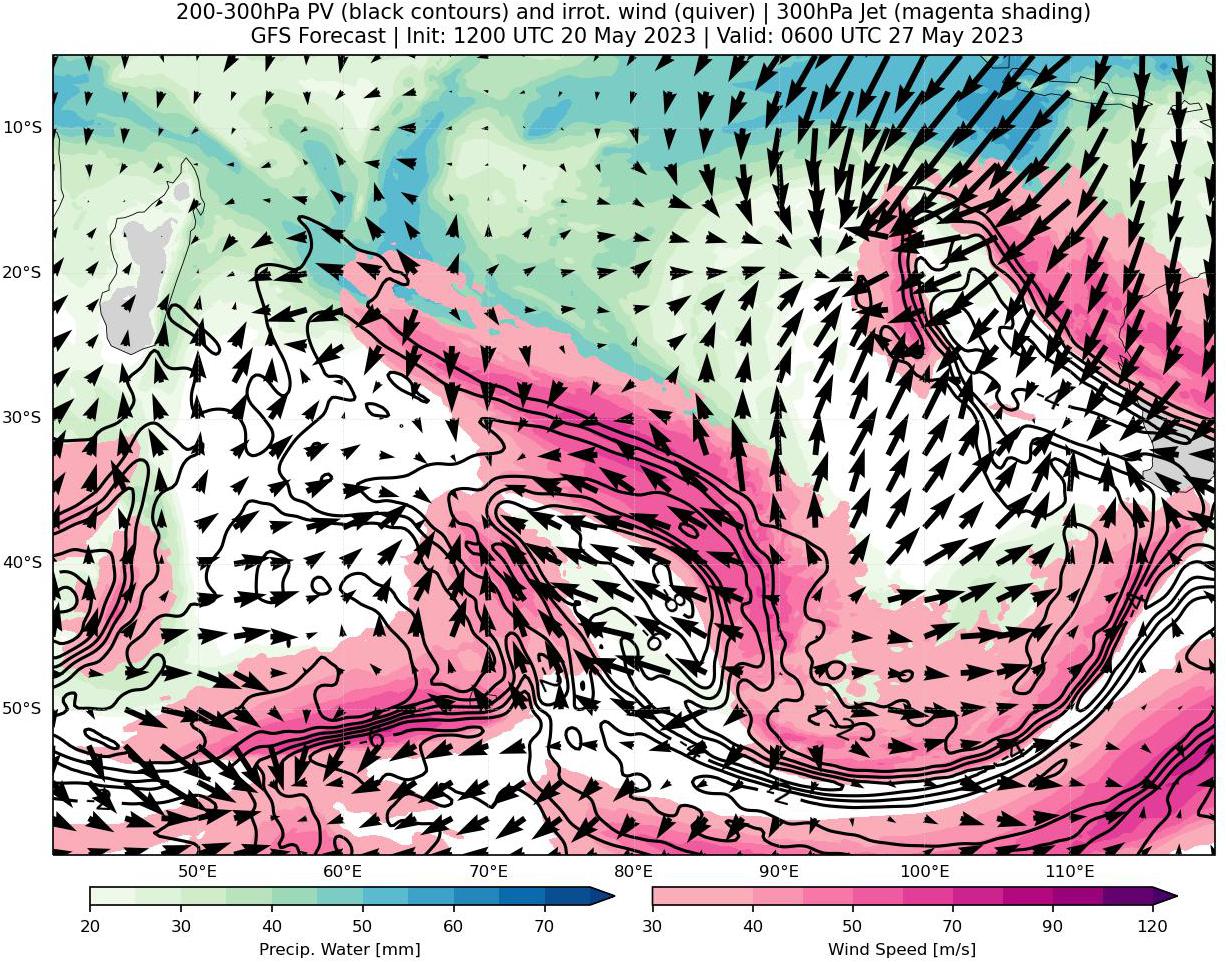 200-300hPa PV (black contours) and irrot. wind (quiver) | 300hPa Jet (magenta shading)
GFS Forecast | Init: 1200 UTC 20 May 2023 | Valid: 0600 UTC 27 May 2023
10°S
20°S
30°S
40°S
50°S
50°E 60°E 70°E 80°E 90°E 100°E 110°E
20 30 40 50 60 70
30 40 50 70 90 120
Precip. Water [mm]
Wind Speed [m/s]